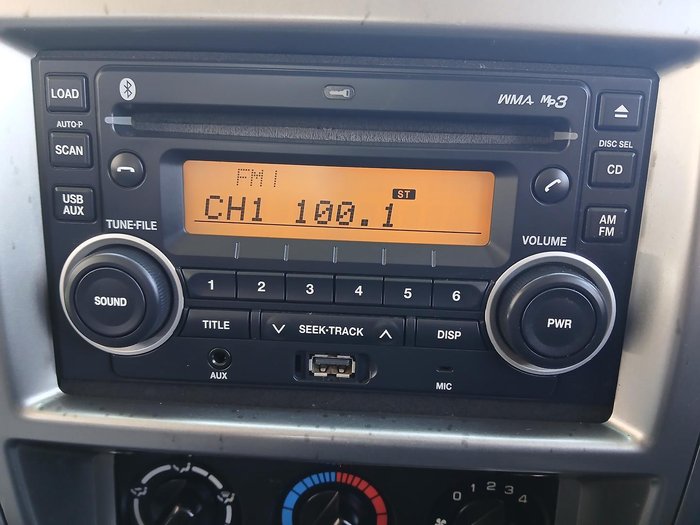 LOAD
WMA MP3
AUTO-P
SCAN
DISC SEL
CD
USB
AUX
FM1
ST
CH1 100.1
AM
FM
TUNE•FILE
VOLUME
SOUND
1 2 3 4 5 6
PWR
TITLE
SEEK•TRACK
DISP
AUX
MIC
0 1 2 3 4